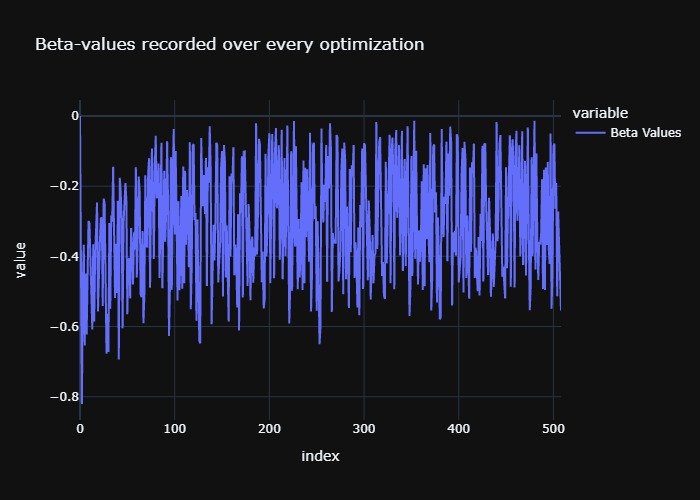 Beta-values recorded over every optimization
variable
Beta Values
0
−0.2
−0.4
−0.6
−0.8
value
0
100
200
300
400
500
index